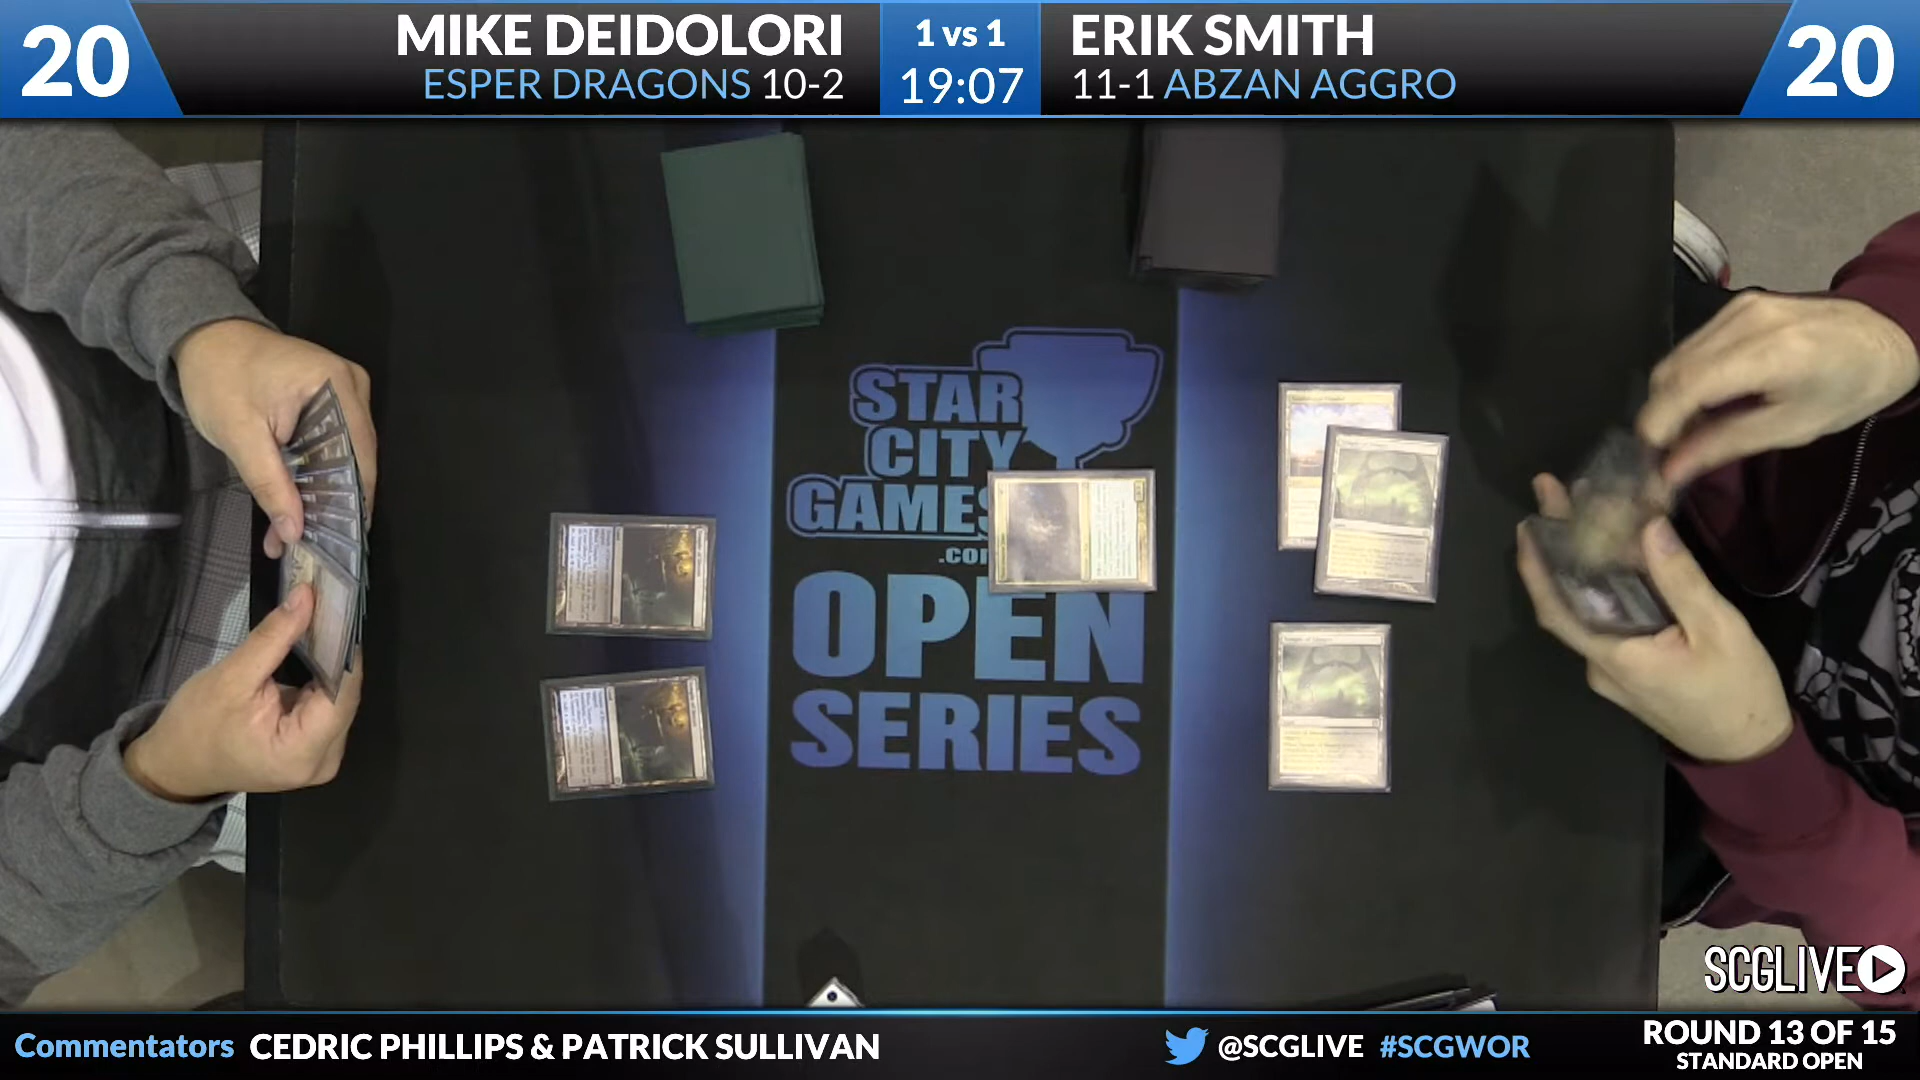 20
MIKE DEIDOLORI
ESPER DRAGONS 10-2
1 vs 1
19:07
ERIK SMITH
11-1 ABZAN AGGRO
20
STAR
CITY
GAMES
.com
OPEN
SERIES
SCGLIVE
Commentators CEDRIC PHILLIPS & PATRICK SULLIVAN
@SCGLIVE #SCGWOR
ROUND 13 OF 15
STANDARD OPEN